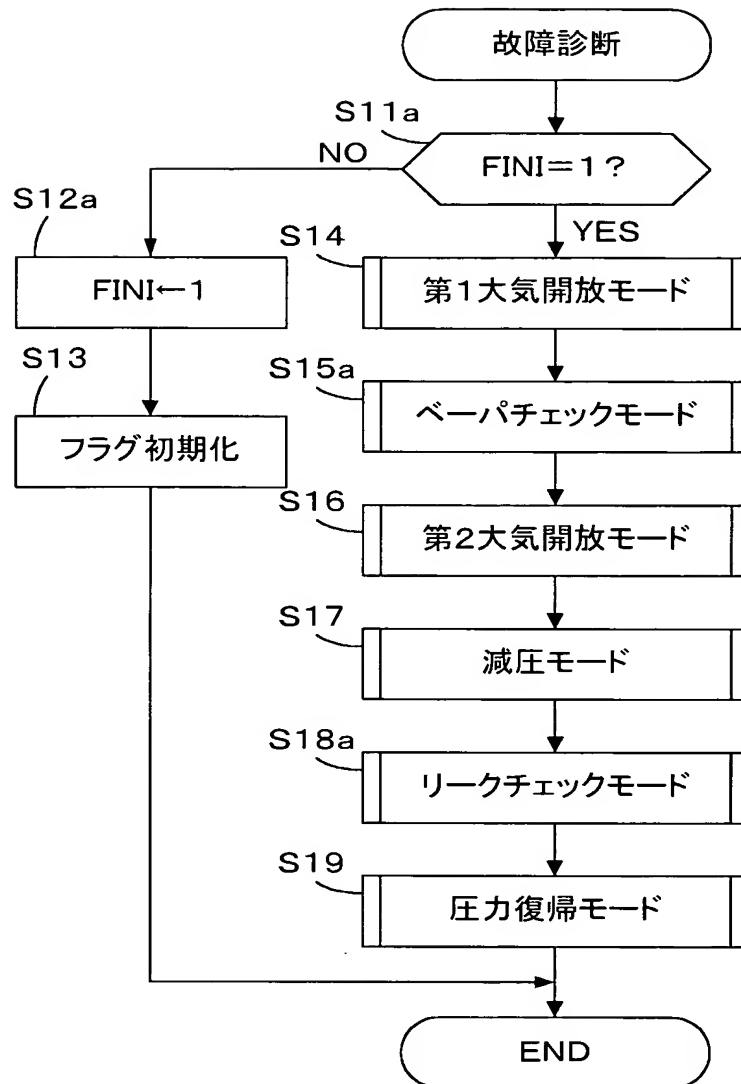 故障診断
S11a
FINI=1?
NO
YES
S12a
FINI←1
S13
フラグ初期化
S14
第1大気開放モード
S15a
ベーパチェックモード
S16
第2大気開放モード
S17
減圧モード
S18a
リークチェックモード
S19
圧力復帰モード
END